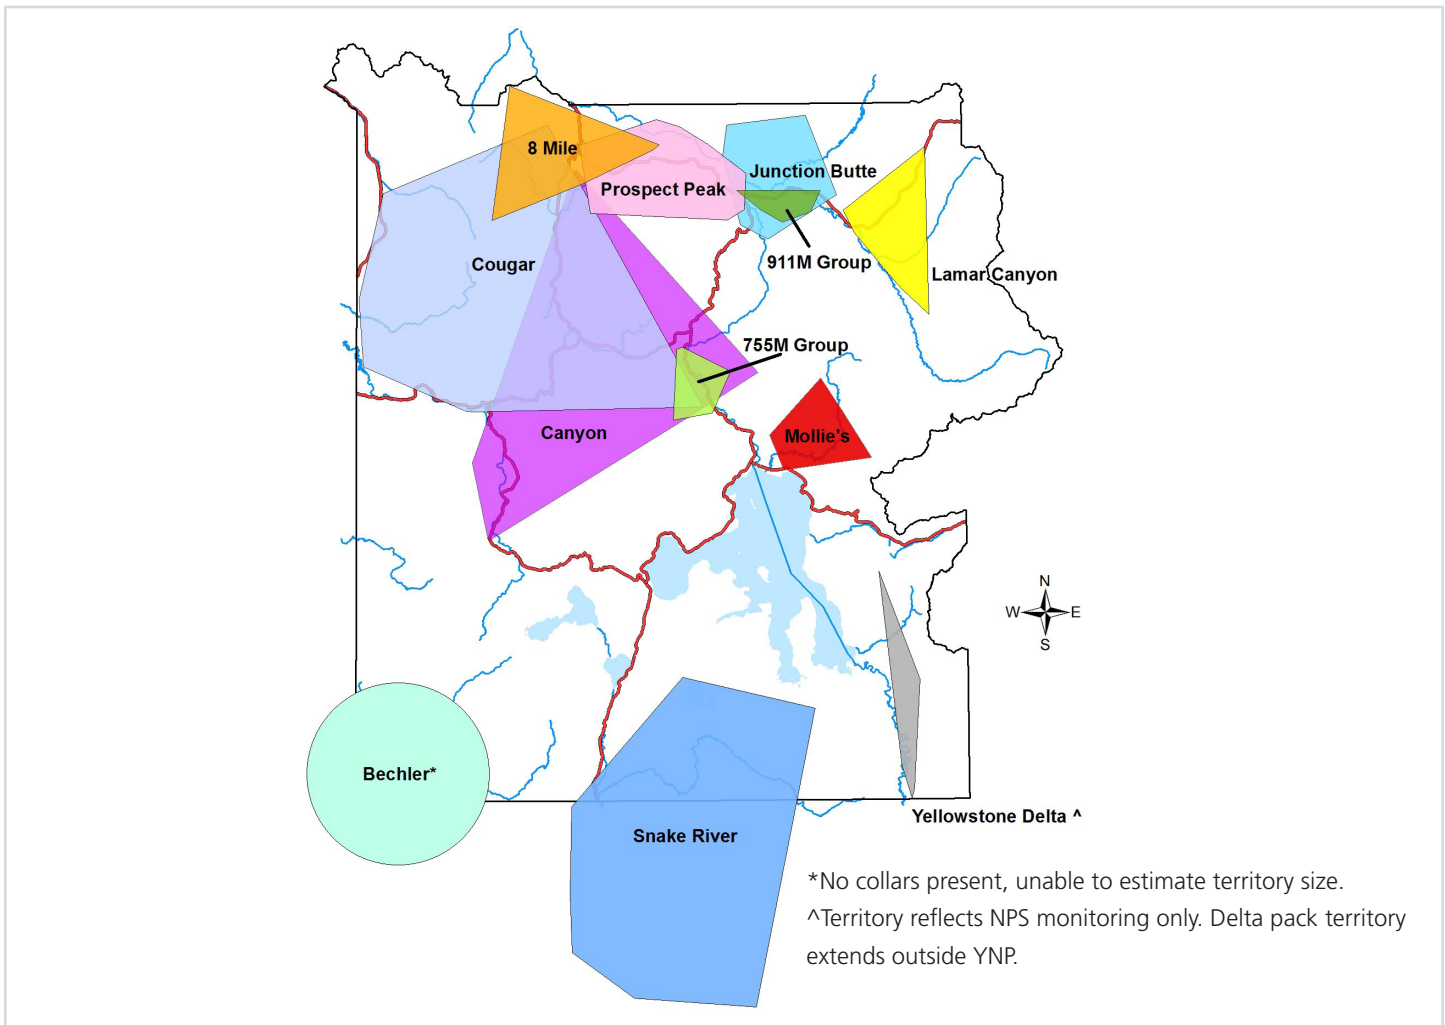 8 Mile
Junction Butte
Prospect Peak
911M Group
Cougar
Lamar Canyon
755M Group
Canyon
Mollie's
N
W E
S
Bechler*
Yellowstone Delta ^
Snake River
*No collars present, unable to estimate territory size.
^Territory reflects NPS monitoring only. Delta pack territory
extends outside YNP.